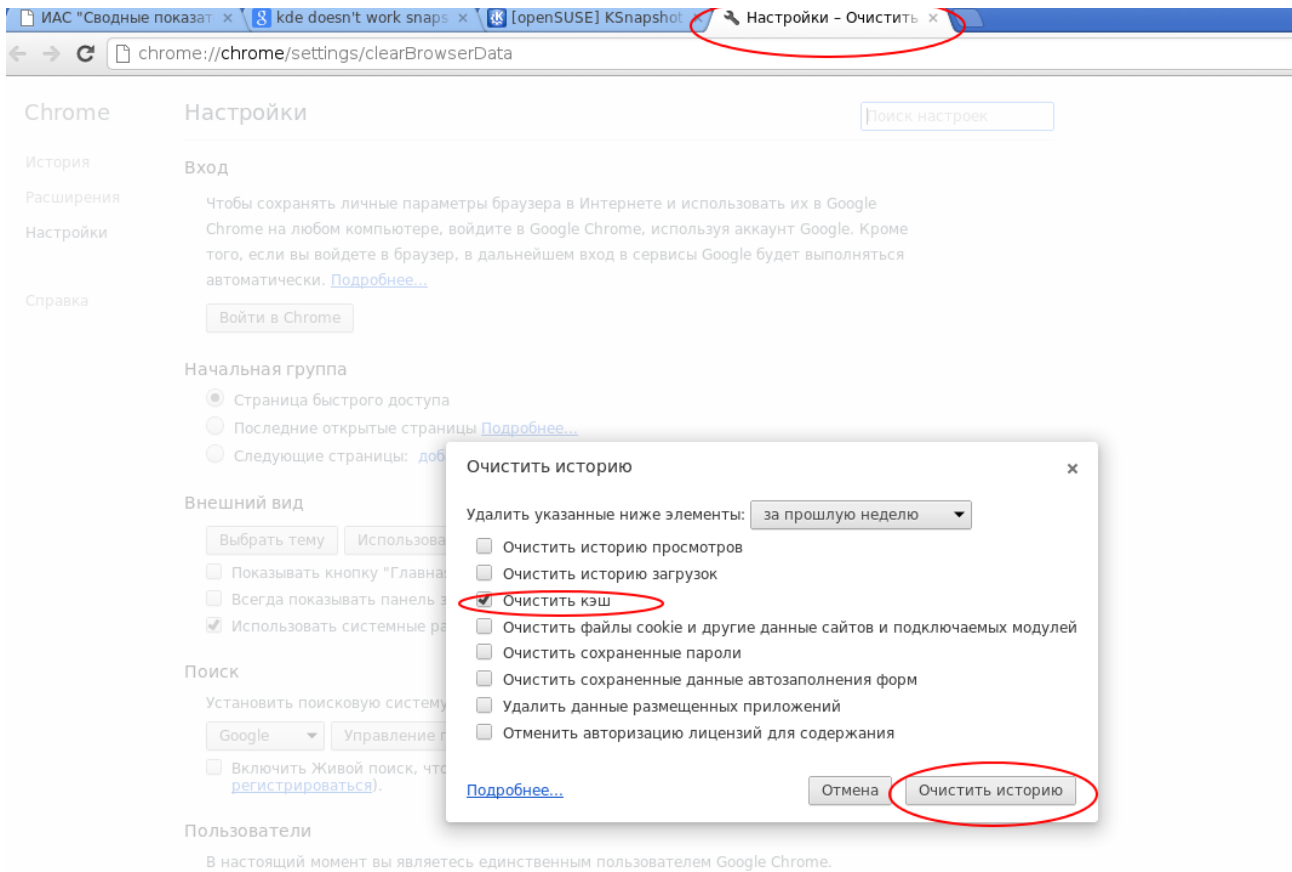 ИАС "Сводные показат
kde doesn't work snaps
[openSUSE] KSnapshot
Настройки – Очистить
chrome://chrome/settings/clearBrowserData
Chrome
Настройки
Поиск настроек
История
Расширения
Настройки
Справка
Вход
Чтобы сохранять личные параметры браузера в Интернете и использовать их в Google
Chrome на любом компьютере, войдите в Google Chrome, используя аккаунт Google. Кроме
того, если вы войдете в браузер, в дальнейшем вход в сервисы Google будет выполняться
автоматически. Подробнее...
Войти в Chrome
Начальная группа
Страница быстрого доступа
Последние открытые страницы Подробнее...
Следующие страницы: доб
Внешний вид
Выбрать тему
Использова
Показывать кнопку "Главна
Всегда показывать панель з
Использовать системные ра
Поиск
Установить поисковую систему
Google
Управление п
Включить Живой поиск, что
регистрироваться).
Пользователи
В настоящий момент вы являетесь единственным пользователем Google Chrome.
Очистить историю
Удалить указанные ниже элементы: за прошлую неделю
Очистить историю просмотров
Очистить историю загрузок
Очистить кэш
Очистить файлы cookie и другие данные сайтов и подключаемых модулей
Очистить сохраненные пароли
Очистить сохраненные данные автозаполнения форм
Удалить данные размещенных приложений
Отменить авторизацию лицензий для содержания
Подробнее...
Отмена
Очистить историю